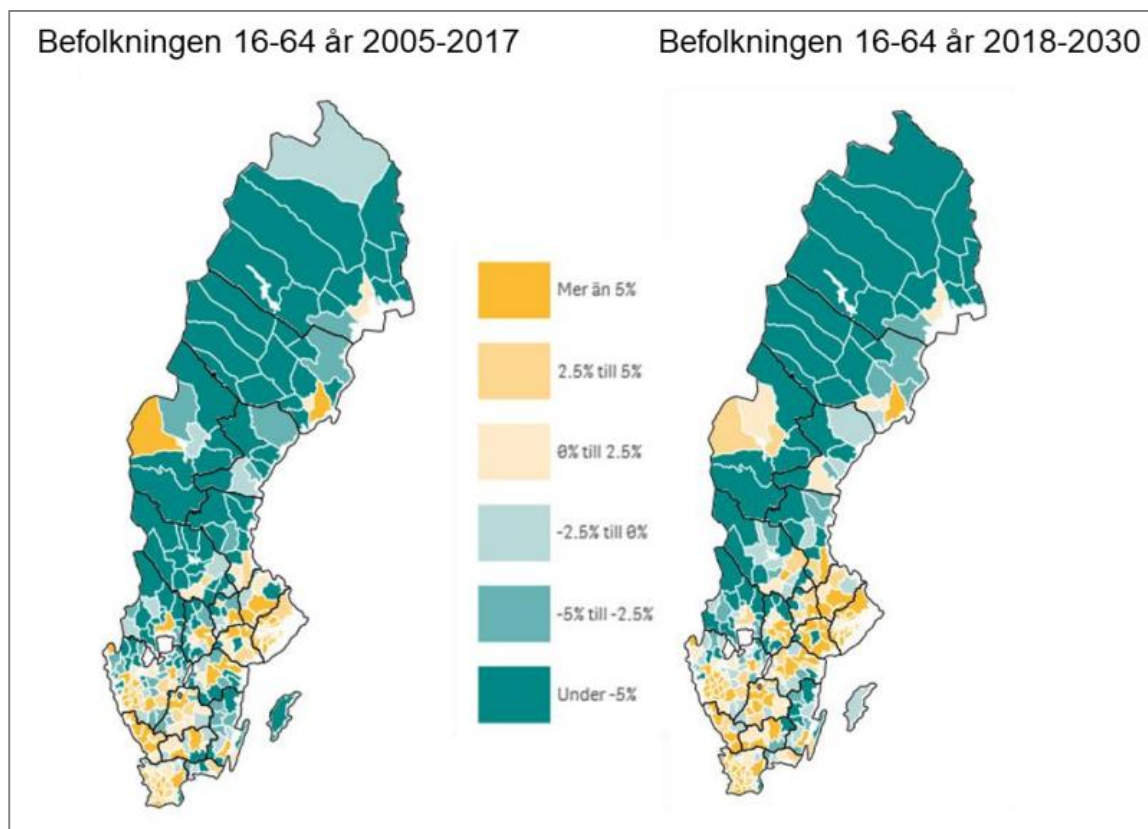 Befolkningen 16-64 år 2005-2017
Befolkningen 16-64 år 2018-2030
Mer än 5%
2.5% till 5%
0% till 2.5%
-2.5% till 0%
-5% till -2.5%
Under -5%